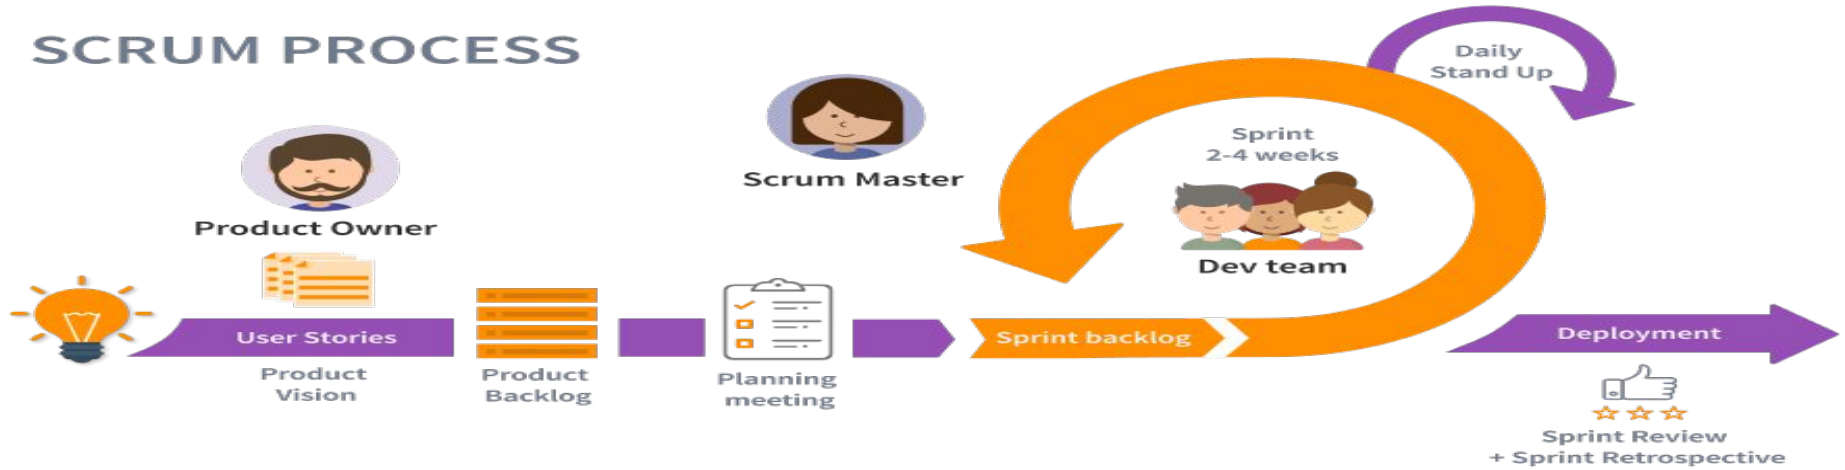 SCRUM PROCESS
Product Owner
User Stories
Product
Vision
Product
Backlog
Planning
meeting
Scrum Master
Sprint backlog
Sprint
2-4 weeks
Dev team
Daily
Stand Up
Deployment
Sprint Review
+ Sprint Retrospective